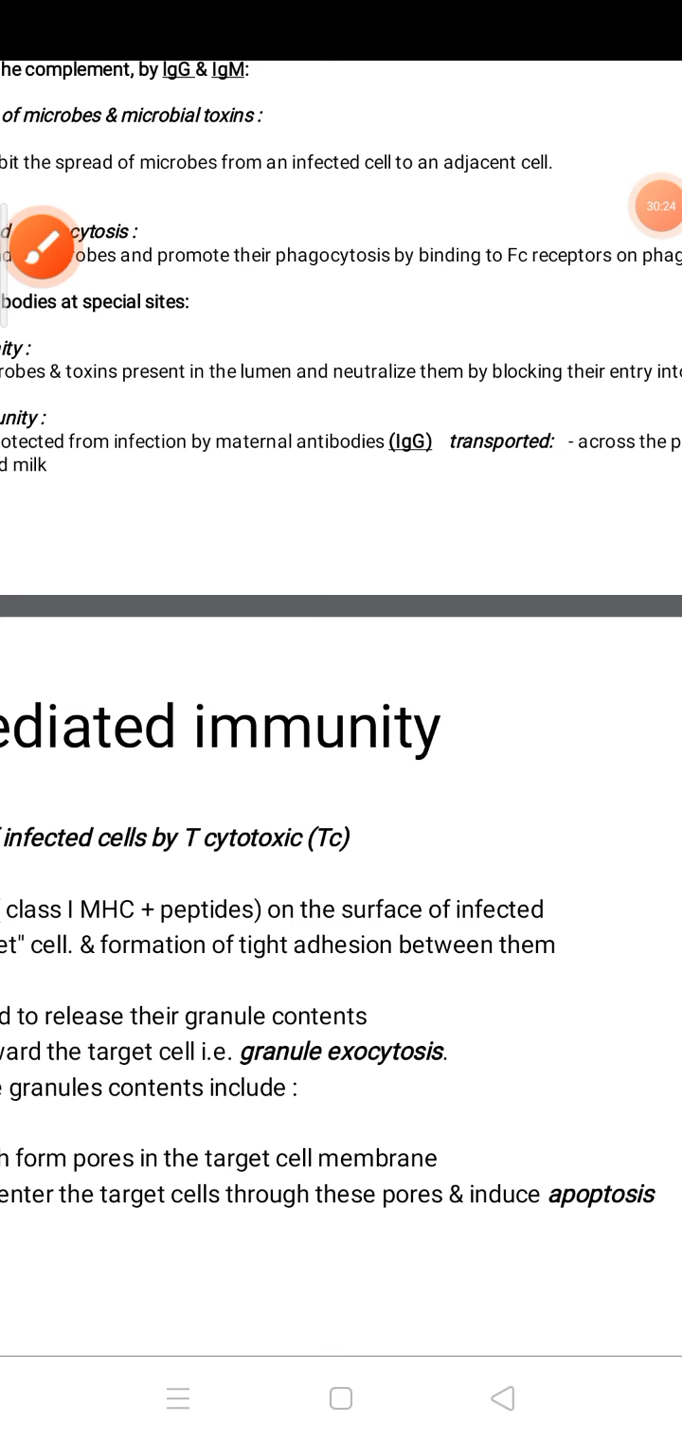 he complement, by IgG & IgM:
of microbes & microbial toxins :
bit the spread of microbes from an infected cell to an adjacent cell.
30:24
d cytosis :
obes and promote their phagocytosis by binding to Fc receptors on phag
bodies at special sites:
ity :
robes & toxins present in the lumen and neutralize them by blocking their entry int
unity :
otected from infection by maternal antibodies (IgG) transported: - across the p
d milk
ediated immunity
infected cells by T cytotoxic (Tc)
class I MHC + peptides) on the surface of infected
et" cell. & formation of tight adhesion between them
d to release their granule contents
ward the target cell i.e. granule exocytosis.
granules contents include :
h form pores in the target cell membrane
enter the target cells through these pores & induce apoptosis